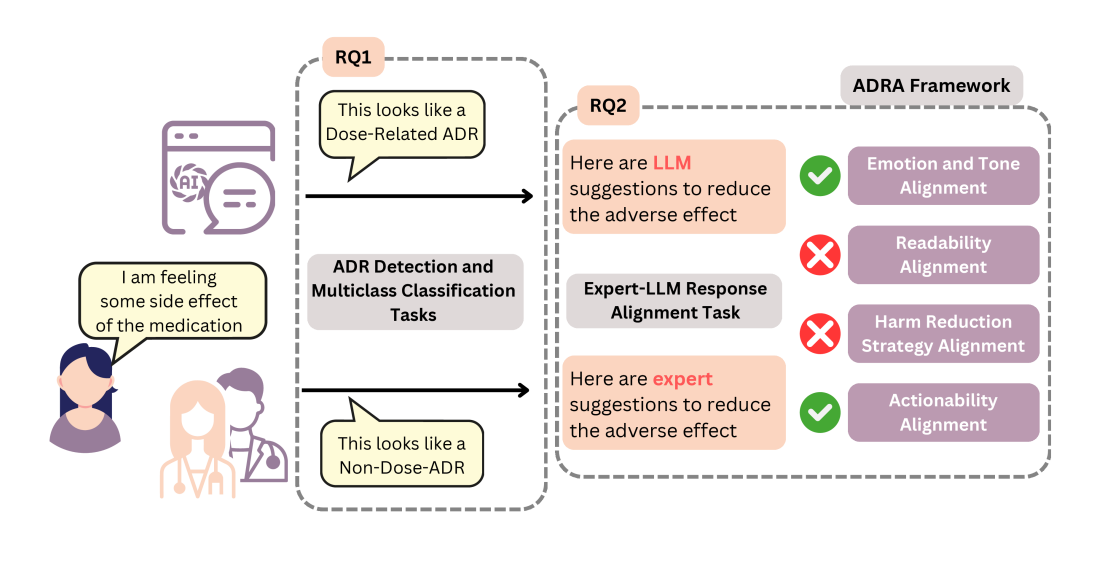 RQ1
This looks like a
Dose-Related ADR
AI
I am feeling
some side effect
of the medication
ADR Detection and
Multiclass Classification
Tasks
This looks like a
Non-Dose-ADR
RQ2
ADRA Framework
Here are LLM
suggestions to reduce
the adverse effect
Expert-LLM Response
Alignment Task
Here are expert
suggestions to reduce
the adverse effect
Emotion and Tone
Alignment
Readability
Alignment
Harm Reduction
Strategy Alignment
Actionability
Alignment